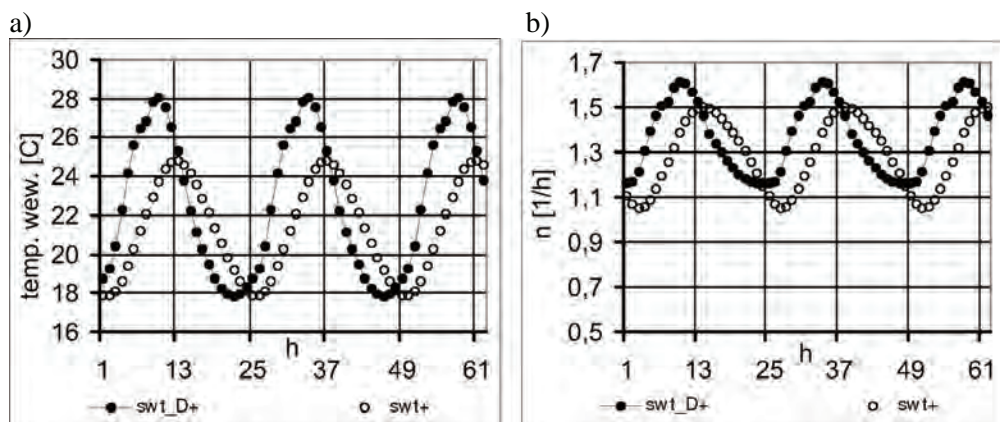 a)
b)
temp. wew. [C]
30
28
26
24
22
20
18
16
1
13
25
37
49
61
h
swt_D+
swt+
n [1/h]
1,7
1,5
1,3
1,1
0,9
0,7
0,5
1
13
25
37
49
61
h
swt_D+
swt+